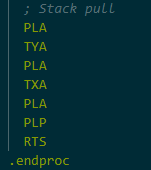 ; Stack pull
PLA
TYA
PLA
TXA
PLA
PLP
RTS
.endproc